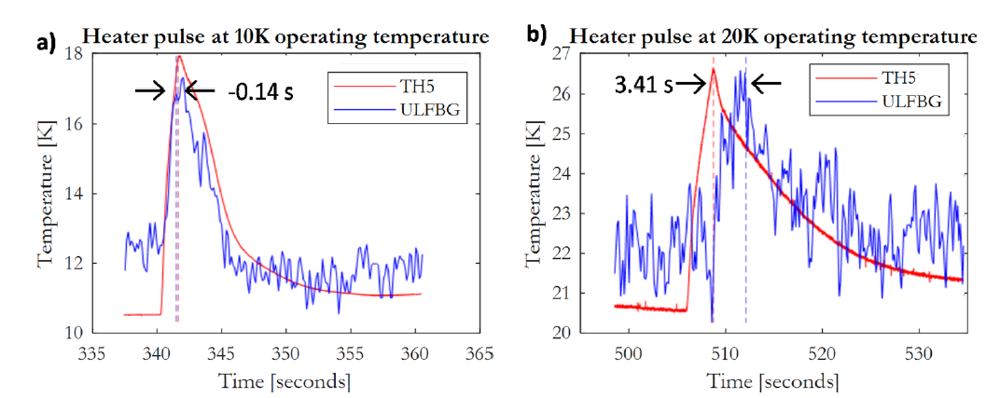 a) Heater pulse at 10K operating temperature
18
16
14
12
10
Temperature [K]
-0.14 s
TH5
ULFBG
335 340 345 350 355 360 365
Time [seconds]
b) Heater pulse at 20K operating temperature
27
26
25
24
23
22
21
20
Temperature [K]
3.41 s
TH5
ULFBG
500 510 520 530
Time [seconds]